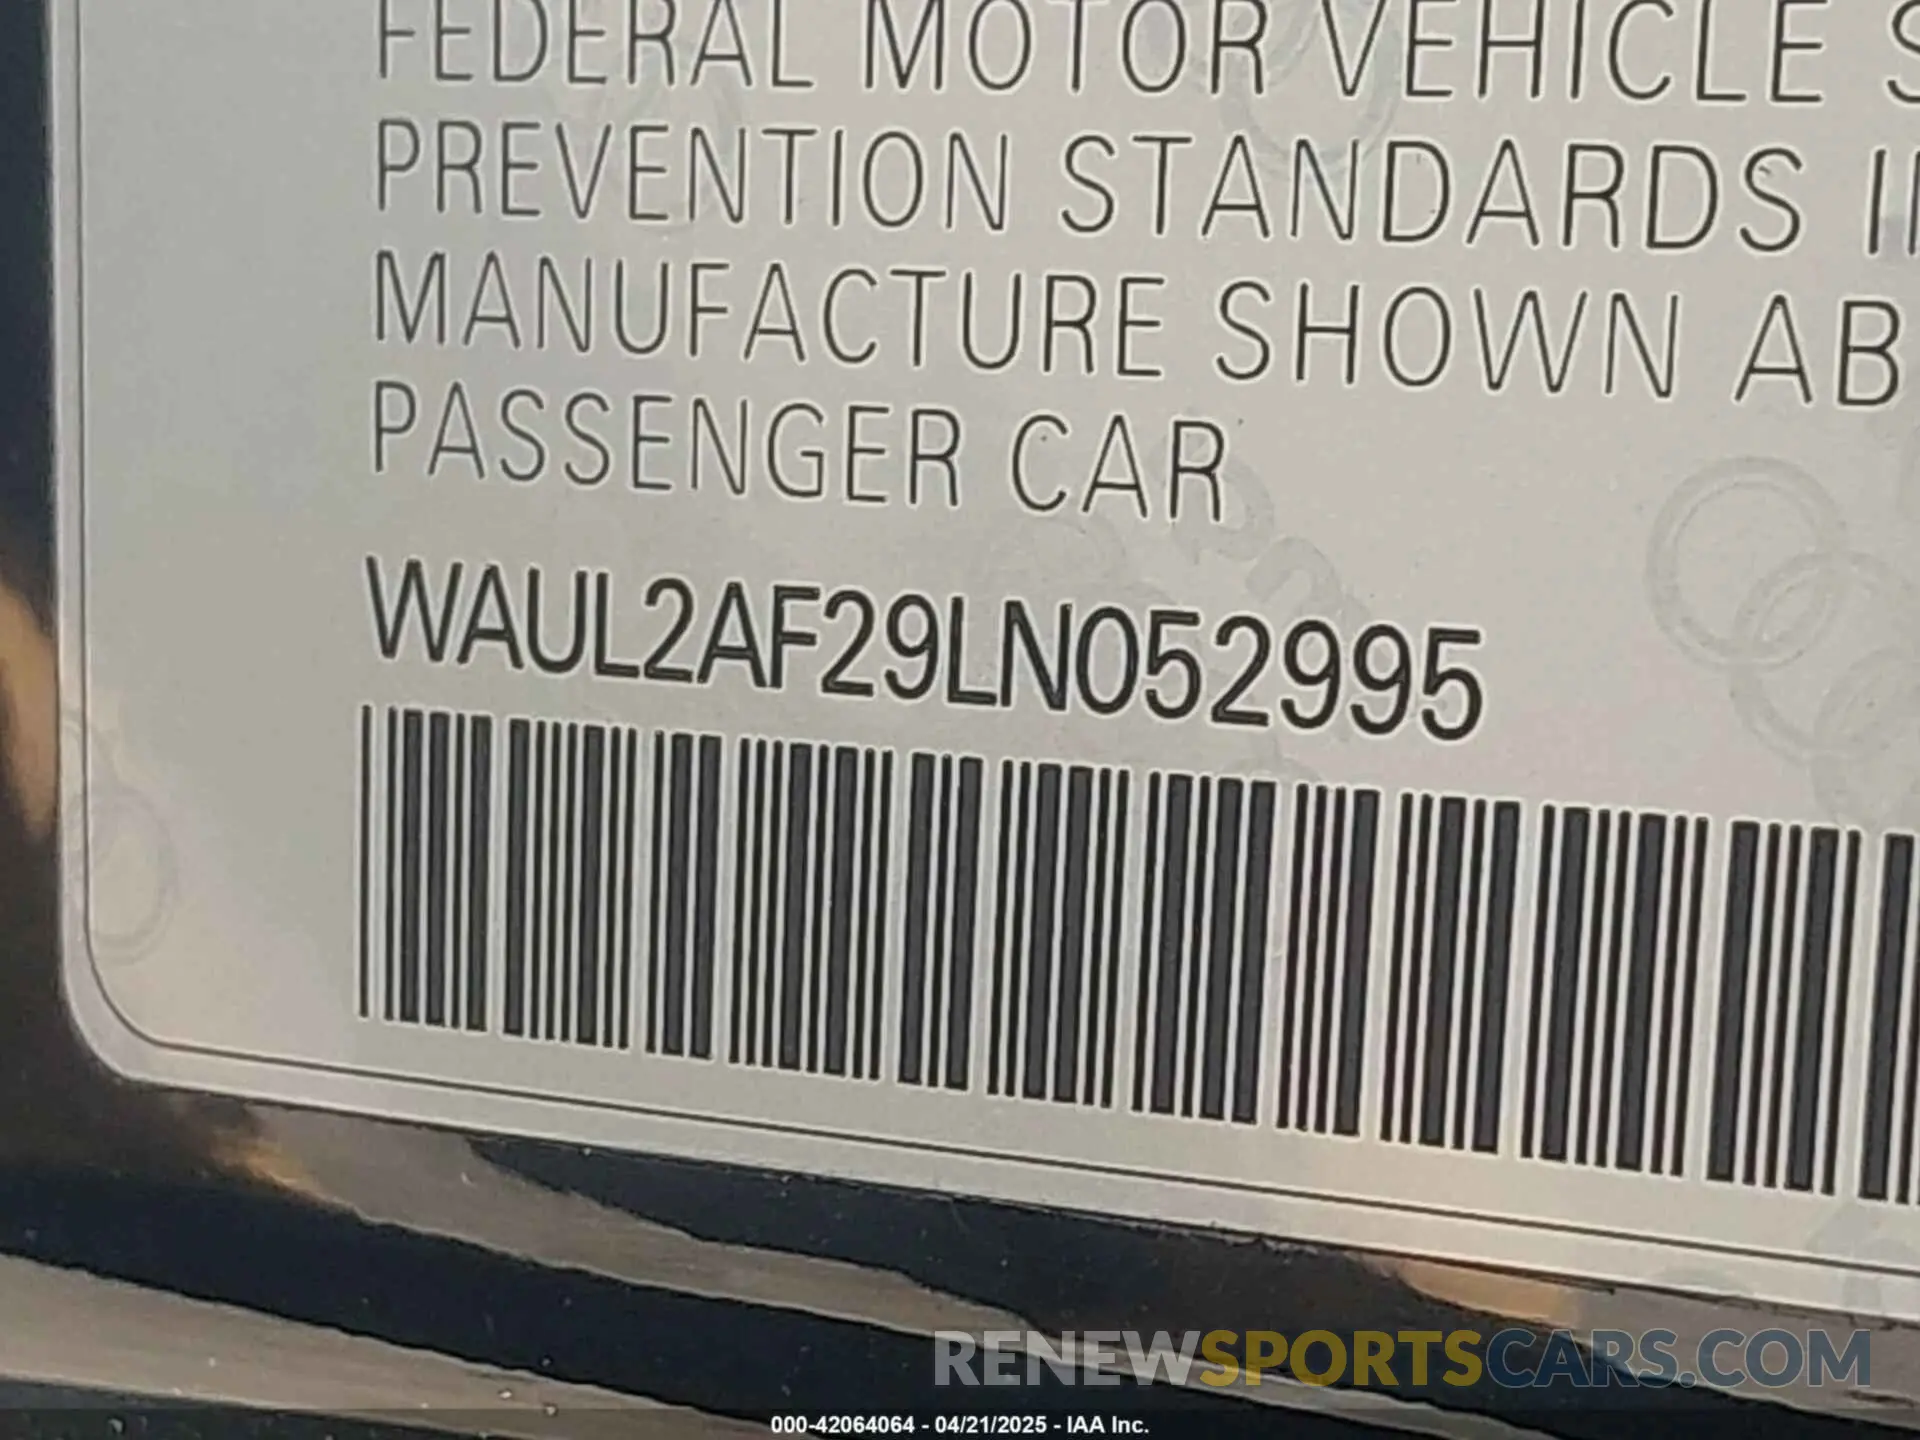 FEDERAL MOTOR VEHICLE S
PREVENTION STANDARDS I
MANUFACTURE SHOWN AB
PASSENGER CAR
WAUL2AF29LN052995
RENEWSPORTSCARS.COM
000-42064064 - 04/21/2025 - IAA Inc.